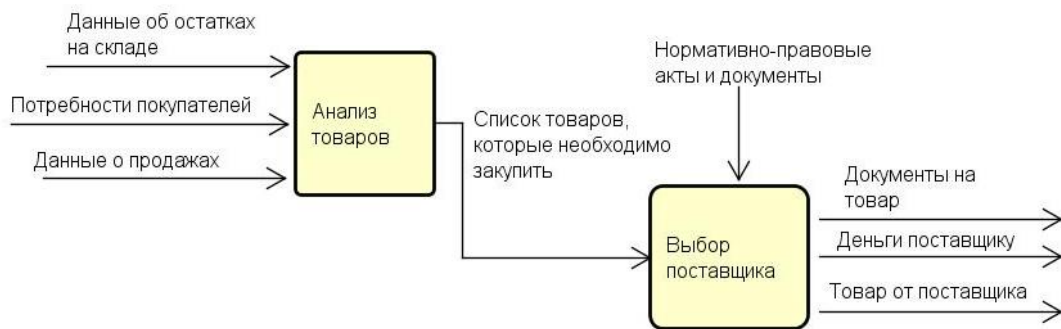 Данные об остатках
на складе
Потребности покупателей
Данные о продажах
Анализ
товаров
Список товаров,
которые необходимо
закупить
Нормативно-правовые
акты и документы
Выбор
поставщика
Документы на
товар
Деньги поставщику
Товар от поставщика